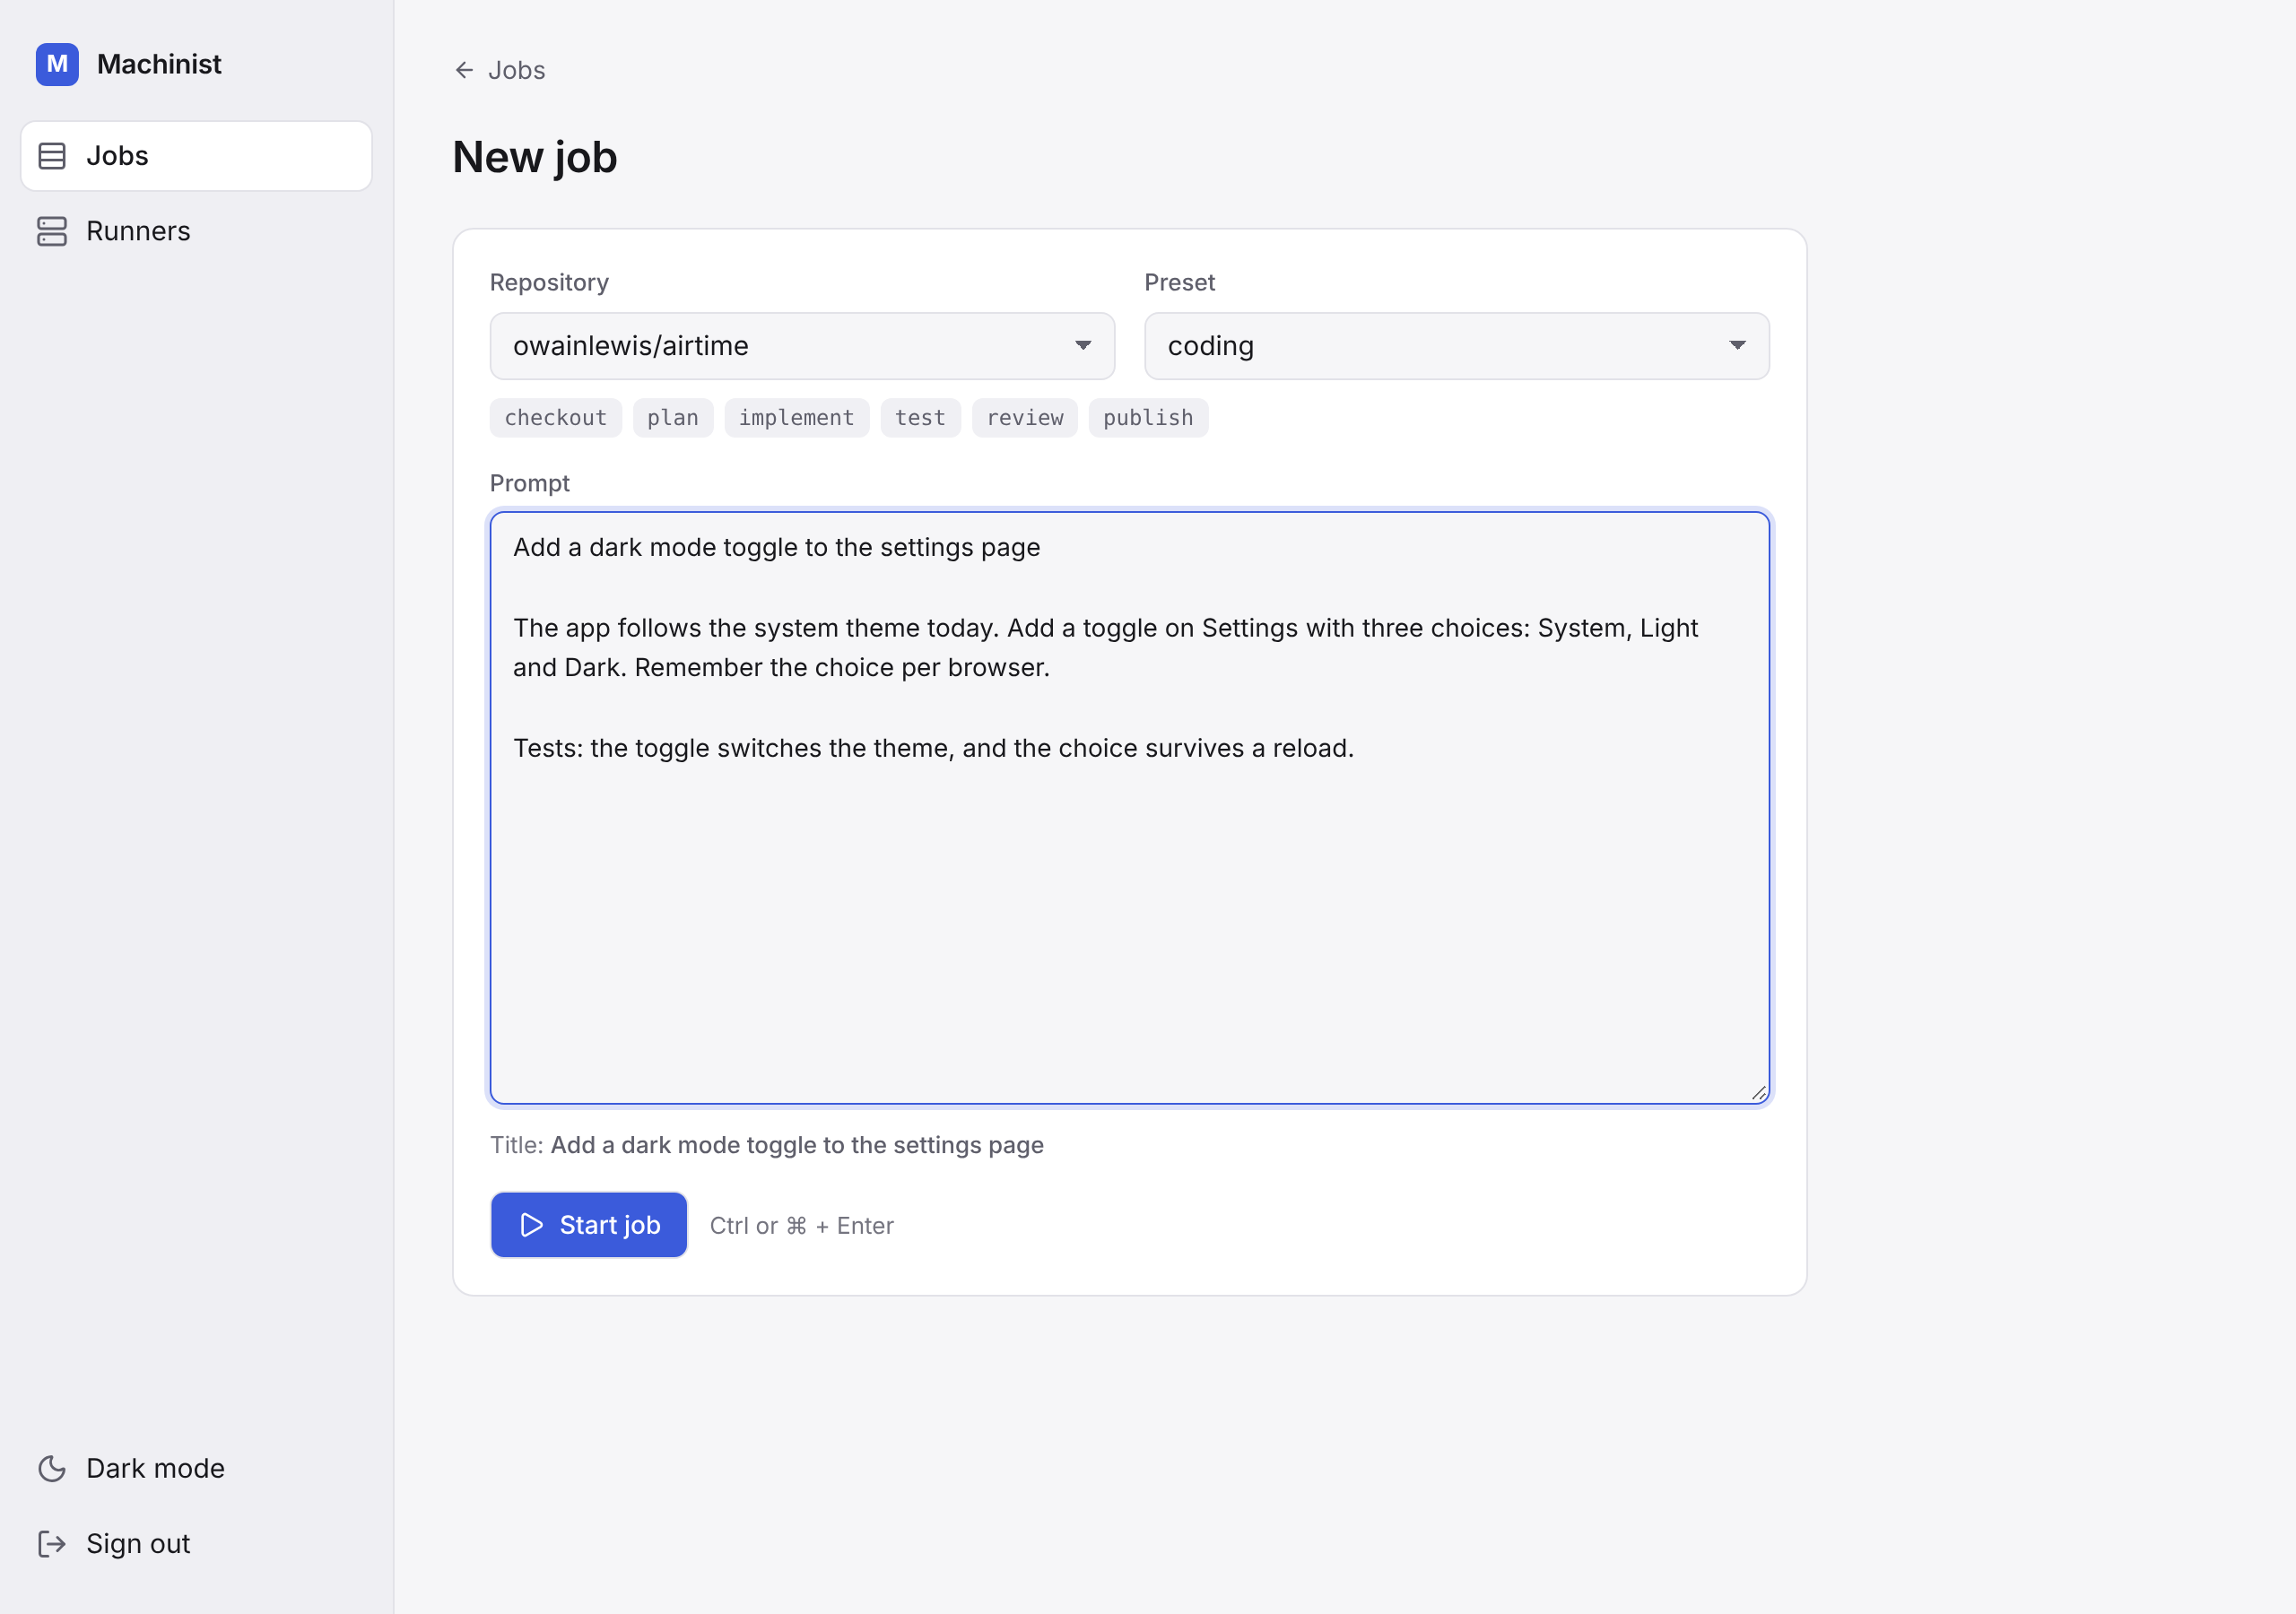 M Machinist
Jobs
Runners
Dark mode
Sign out
← Jobs
New job
Repository
Preset
owainlewis/airtime
coding
checkout plan implement test review publish
Prompt
Add a dark mode toggle to the settings page
The app follows the system theme today. Add a toggle on Settings with three choices: System, Light
and Dark. Remember the choice per browser.
Tests: the toggle switches the theme, and the choice survives a reload.
Title: Add a dark mode toggle to the settings page
Start job
Ctrl or ⌘ + Enter